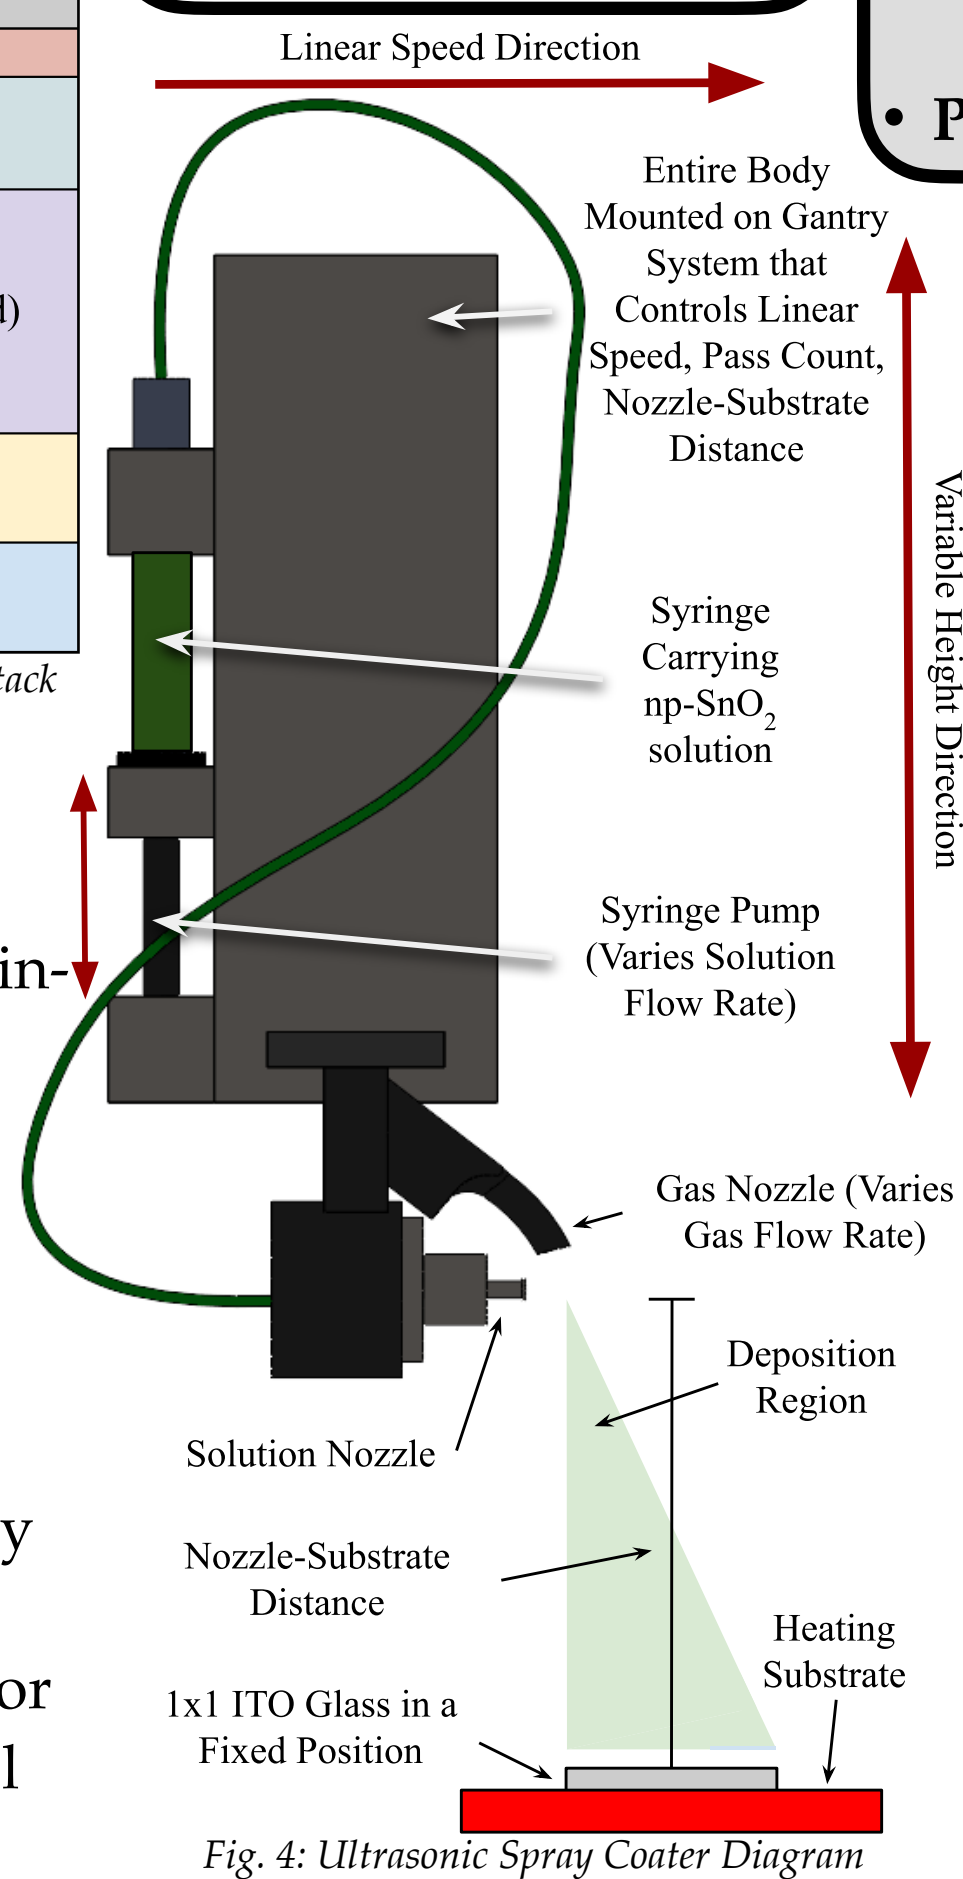 Linear Speed Direction
• P
Entire Body
Mounted on Gantry
System that
Controls Linear
Speed, Pass Count,
Nozzle-Substrate
Distance
d)
Variable Height Direction
Syringe
Carrying
np-SnO₂
solution
tack
Syringe Pump
(Varies Solution
Flow Rate)
in-
Gas Nozzle (Varies
Gas Flow Rate)
Deposition
Region
Solution Nozzle
y
Nozzle-Substrate
Distance
Heating
Substrate
or
1x1 ITO Glass in a
Fixed Position
l
Fig. 4: Ultrasonic Spray Coater Diagram